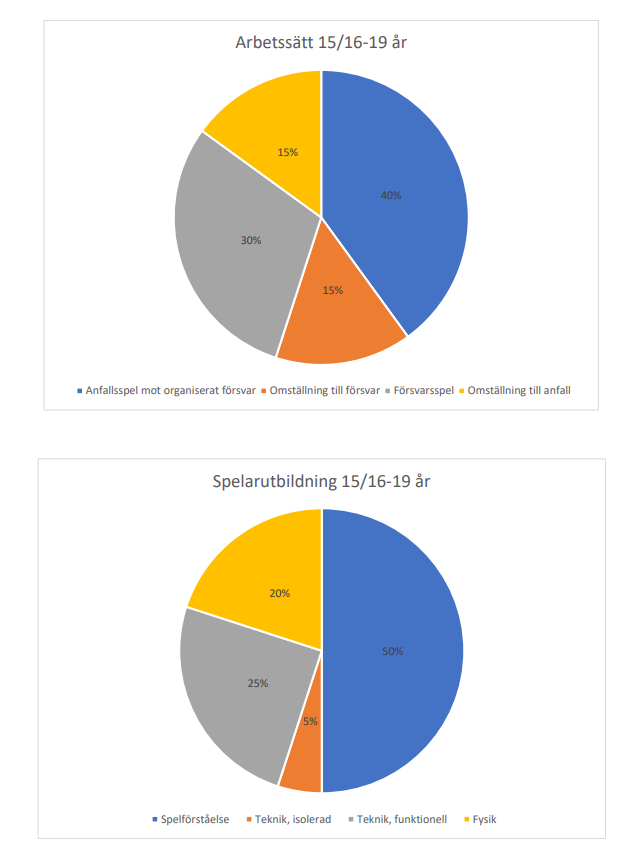 Arbetssätt 15/16-19 år
15%
40%
30%
15%
Anfallsspel mot organiserat försvar Omställning till försvar Försvarsspel Omställning till anfall
Spelarutbildning 15/16-19 år
20%
50%
25%
5%
Spelförståelse Teknik, isolerad Teknik, funktionell Fysik